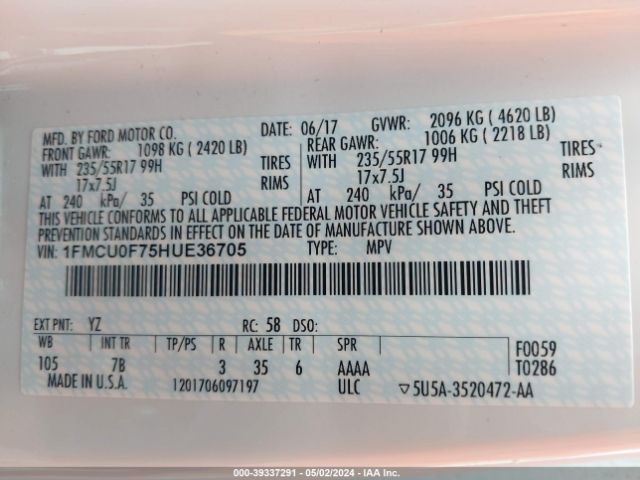 MFD. BY FORD MOTOR CO. DATE: 06/17 GVWR: 2096 KG ( 4620 LB)
FRONT GAWR: 1098 KG ( 2420 LB) REAR GAWR: 1006 KG ( 2218 LB)
WITH 235/55R17 99H TIRES WITH 235/55R17 99H TIRES
17x7.5J RIMS 17x7.5J RIMS
AT 240 kPa/ 35 PSI COLD AT 240 kPa/ 35 PSI COLD
THIS VEHICLE CONFORMS TO ALL APPLICABLE FEDERAL MOTOR VEHICLE SAFETY AND THEFT
PREVENTION STANDARDS IN EFFECT ON THE DATE OF MANUFACTURE SHOWN ABOVE.
VIN: 1FMCU0F75HUE36705 TYPE: MPV
EXT PNT: YZ RC: 58 DSO:
WB INT TR TP/PS R AXLE TR SPR F0059
105 7B 3 35 6 AAAA T0286
MADE IN U.S.A. 1201706097197 ULC ▽5U5A-3520472-AA
000-39337291 - 05/02/2024 - IAA Inc.